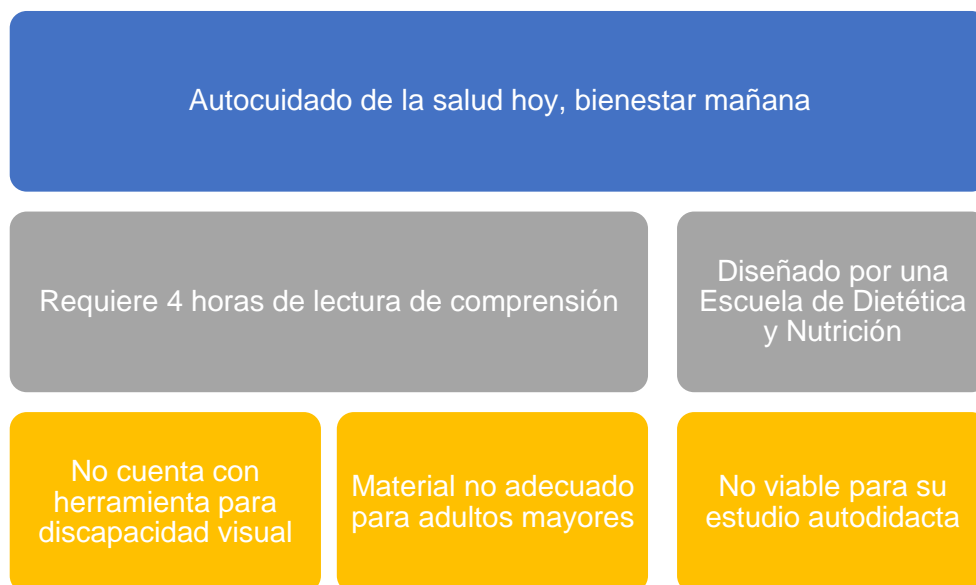 Autocuidado de la salud hoy, bienestar mañana
Requiere 4 horas de lectura de comprensión
Diseñado por una
Escuela de Dietética
y Nutrición
No cuenta con
herramienta para
discapacidad visual
Material no adecuado
para adultos mayores
No viable para su
estudio autodidacta